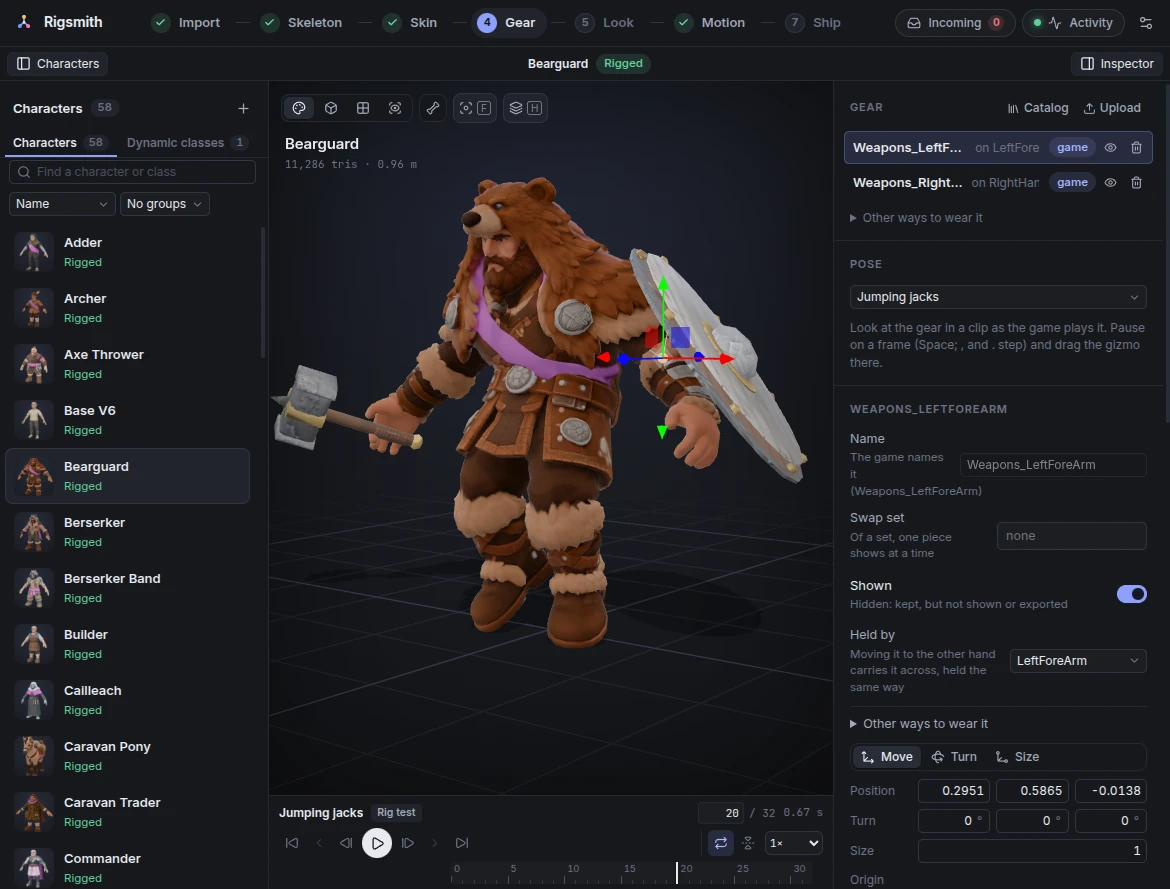 Rigsmith
Import
Skeleton
Skin
4 Gear
5 Look
Motion
7 Ship
Incoming 0
Activity
Characters
Bearguard Rigged
Inspector
Characters 58
Characters 58
Dynamic classes 1
Find a character or class
Name
No groups
Adder
Rigged
Archer
Rigged
Axe Thrower
Rigged
Base V6
Rigged
Bearguard
Rigged
Berserker
Rigged
Berserker Band
Rigged
Builder
Rigged
Cailleach
Rigged
Caravan Pony
Rigged
Caravan Trader
Rigged
Commander
Rigged
F
H
Bearguard
11,286 tris · 0.96 m
Jumping jacks Rig test
20 / 32 0.67 s
1×
0 5 10 15 20 25 30
GEAR
Catalog
Upload
Weapons_LeftF... on LeftFore game
Weapons_Right... on RightHan game
Other ways to wear it
POSE
Jumping jacks
Look at the gear in a clip as the game plays it. Pause
on a frame (Space; , and . step) and drag the gizmo
there.
WEAPONS_LEFTFOREARM
Name
The game names
it
(Weapons_LeftForeArm)
Weapons_LeftForeArm
Swap set
Of a set, one piece
shows at a time
none
Shown
Hidden: kept, but not shown or exported
Held by
Moving it to the other hand
carries it across, held the
same way
LeftForeArm
Other ways to wear it
Move
Turn
Size
Position 0.2951 0.5865 -0.0138
Turn 0 ° 0 ° 0 °
Size 1
Origin